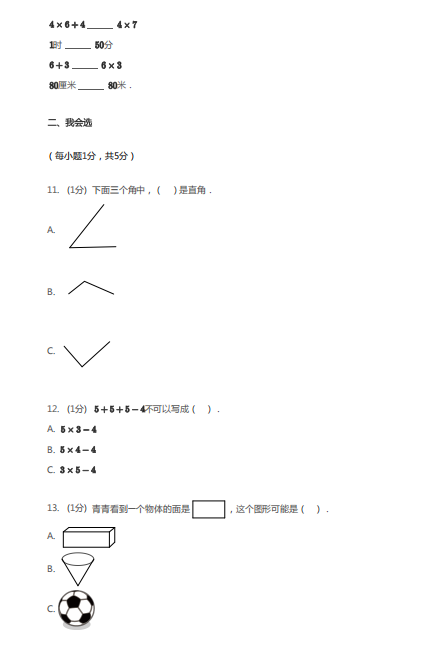 4×6+4 ____ 4×7
1时 ____ 50分
6+3 ____ 6×3
80厘米 ____ 80米．
二、我会选
（每小题1分，共5分）
11. (1分) 下面三个角中，（　）是直角．
A.
B.
C.
12. (1分) 5+5+5－4不可以写成（　）．
A. 5×3－4
B. 5×4－4
C. 3×5－4
13. (1分) 青青看到一个物体的面是 ，这个图形可能是（　）．
A.
B.
C.